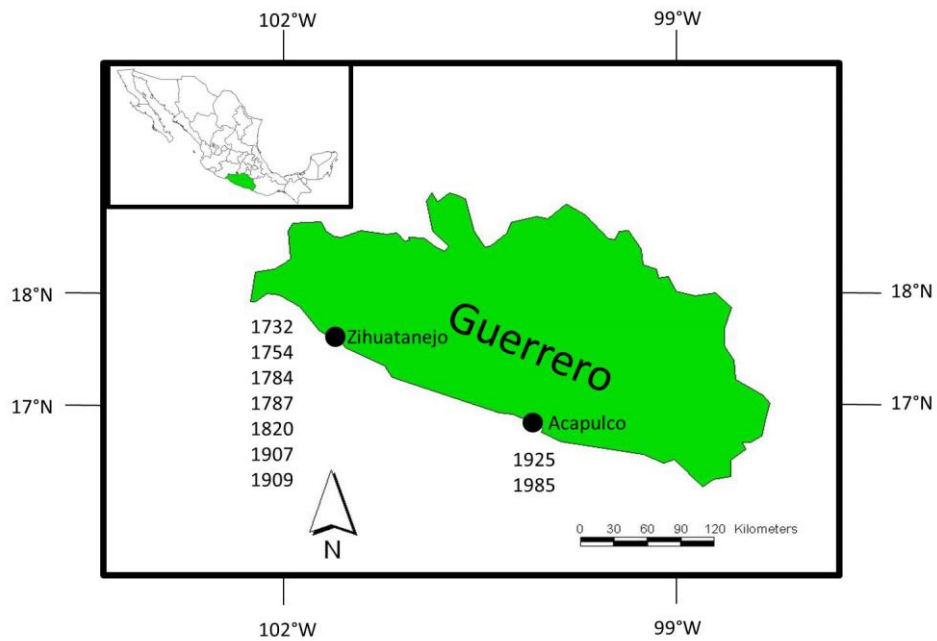 102°W
99°W
18°N
18°N
Guerrero
1732
Zihuatanejo
1754
1784
1787
1820
1907
1909
17°N
17°N
Acapulco
1925
1985
N
0 30 60 90 120 Kilometers
102°W
99°W